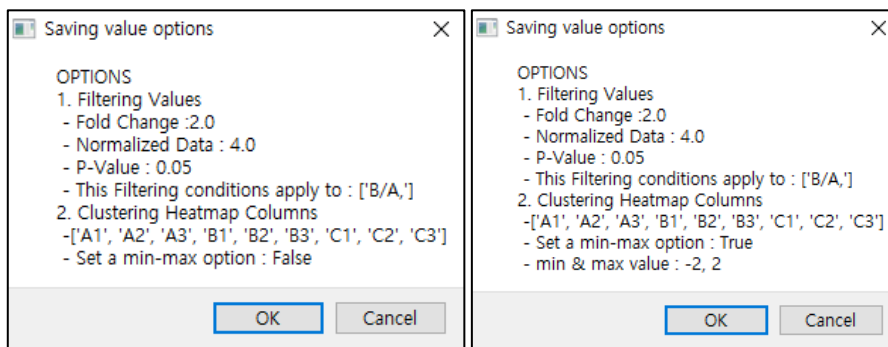 Saving value options
OPTIONS
1. Filtering Values
- Fold Change :2.0
- Normalized Data : 4.0
- P-Value : 0.05
- This Filtering conditions apply to : ['B/A,']
2. Clustering Heatmap Columns
-['A1', 'A2', 'A3', 'B1', 'B2', 'B3', 'C1', 'C2', 'C3']
- Set a min-max option : False
OK
Cancel
Saving value options
OPTIONS
1. Filtering Values
- Fold Change :2.0
- Normalized Data : 4.0
- P-Value : 0.05
- This Filtering conditions apply to : ['B/A,']
2. Clustering Heatmap Columns
-['A1', 'A2', 'A3', 'B1', 'B2', 'B3', 'C1', 'C2', 'C3']
- Set a min-max option : True
- min & max value : -2, 2
OK
Cancel